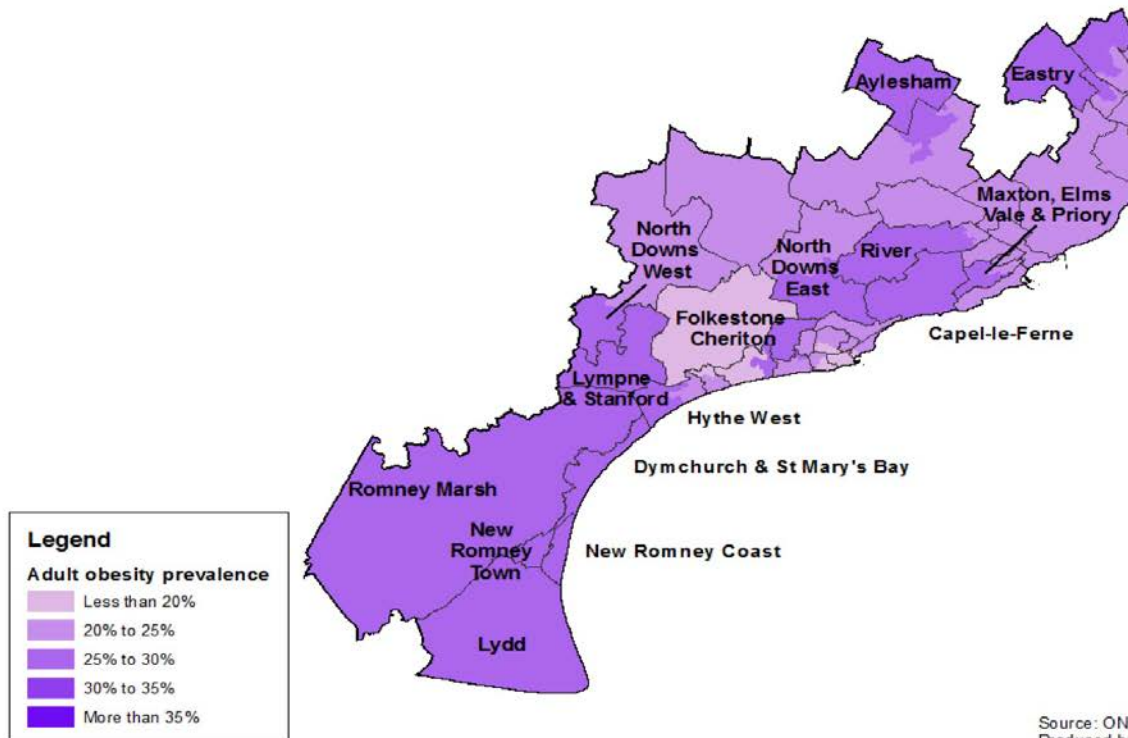 Aylesham
Eastry
Maxton, Elms
Vale & Priory
North
Downs
West
North
Downs
East
River
Folkestone
Cheriton
Capel-le-Ferne
Lympne
& Stanford
Hythe West
Dymchurch & St Mary's Bay
Romney Marsh
New
Romney
Town
New Romney Coast
Lydd
Legend
Adult obesity prevalence
Less than 20%
20% to 25%
25% to 30%
30% to 35%
More than 35%
Source: ON